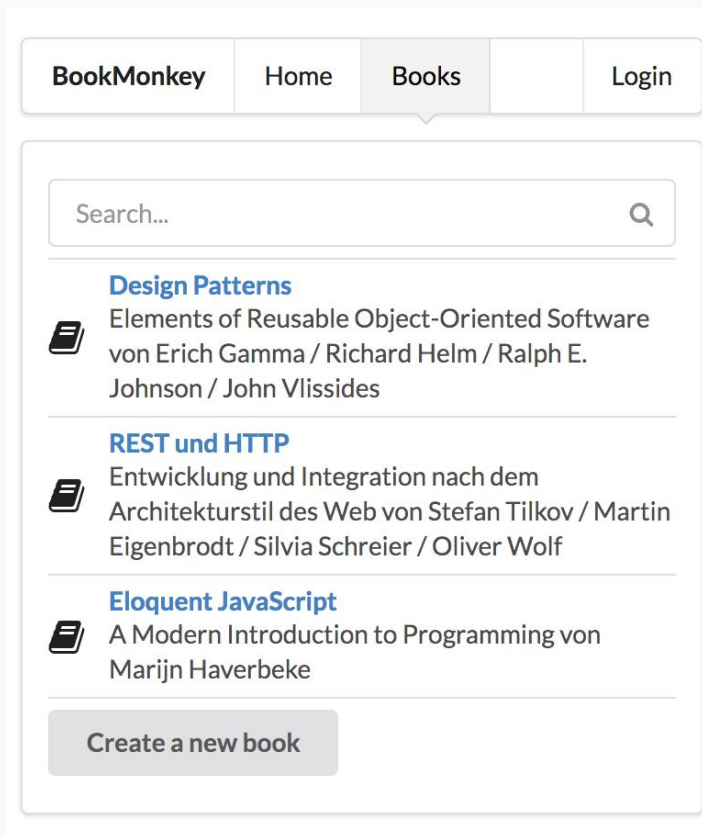 BookMonkey Home Books Login
Search...
Design Patterns
Elements of Reusable Object-Oriented Software
von Erich Gamma / Richard Helm / Ralph E.
Johnson / John Vlissides
REST und HTTP
Entwicklung und Integration nach dem
Architekturstil des Web von Stefan Tilkov / Martin
Eigenbrodt / Silvia Schreier / Oliver Wolf
Eloquent JavaScript
A Modern Introduction to Programming von
Marijn Haverbeke
Create a new book